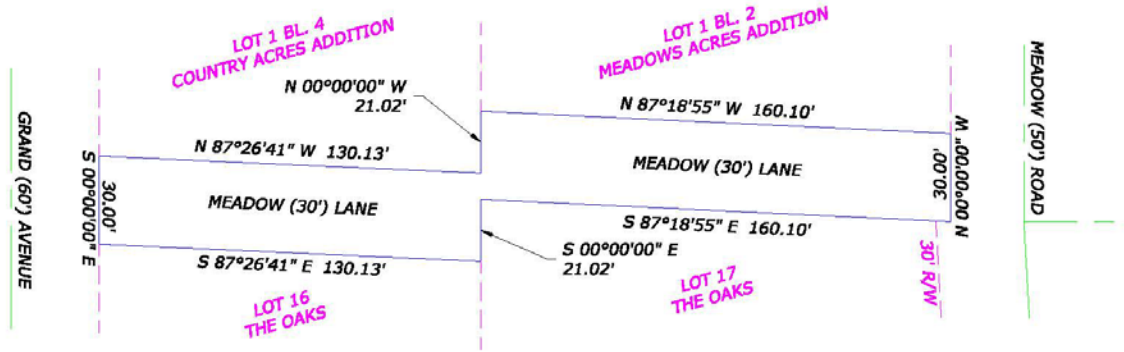 LOT 1 BL. 4
COUNTRY ACRES ADDITION
LOT 1 BL. 2
MEADOWS ACRES ADDITION
N 00°00'00" W
21.02'
N 87°18'55" W 160.10'
MEADOW (50') ROAD
GRAND (60') AVENUE
N 87°26'41" W 130.13'
MEADOW (30') LANE
N 00°00'00" W
30.00'
S 00°00'00" E
30.00'
MEADOW (30') LANE
S 87°18'55" E 160.10'
S 87°26'41" E 130.13'
S 00°00'00" E
21.02'
30' R/W
LOT 16
THE OAKS
LOT 17
THE OAKS